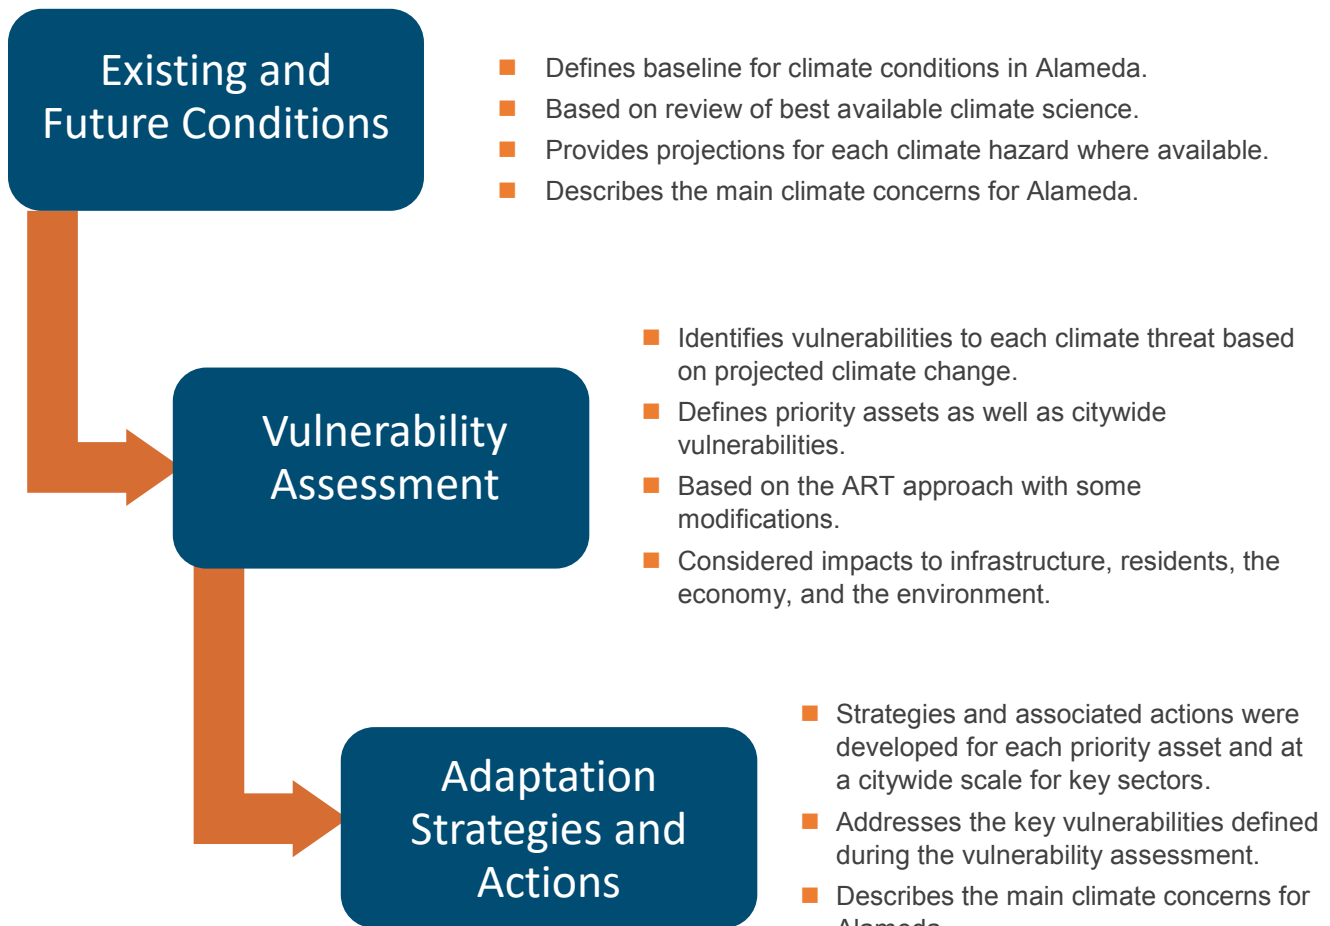 Existing and
Future Conditions
Defines baseline for climate conditions in Alameda.
Based on review of best available climate science.
Provides projections for each climate hazard where available.
Describes the main climate concerns for Alameda.
Vulnerability
Assessment
Identifies vulnerabilities to each climate threat based
on projected climate change.
Defines priority assets as well as citywide
vulnerabilities.
Based on the ART approach with some
modifications.
Considered impacts to infrastructure, residents, the
economy, and the environment.
Adaptation
Strategies and
Actions
Strategies and associated actions were
developed for each priority asset and at
a citywide scale for key sectors.
Addresses the key vulnerabilities defined
during the vulnerability assessment.
Describes the main climate concerns for